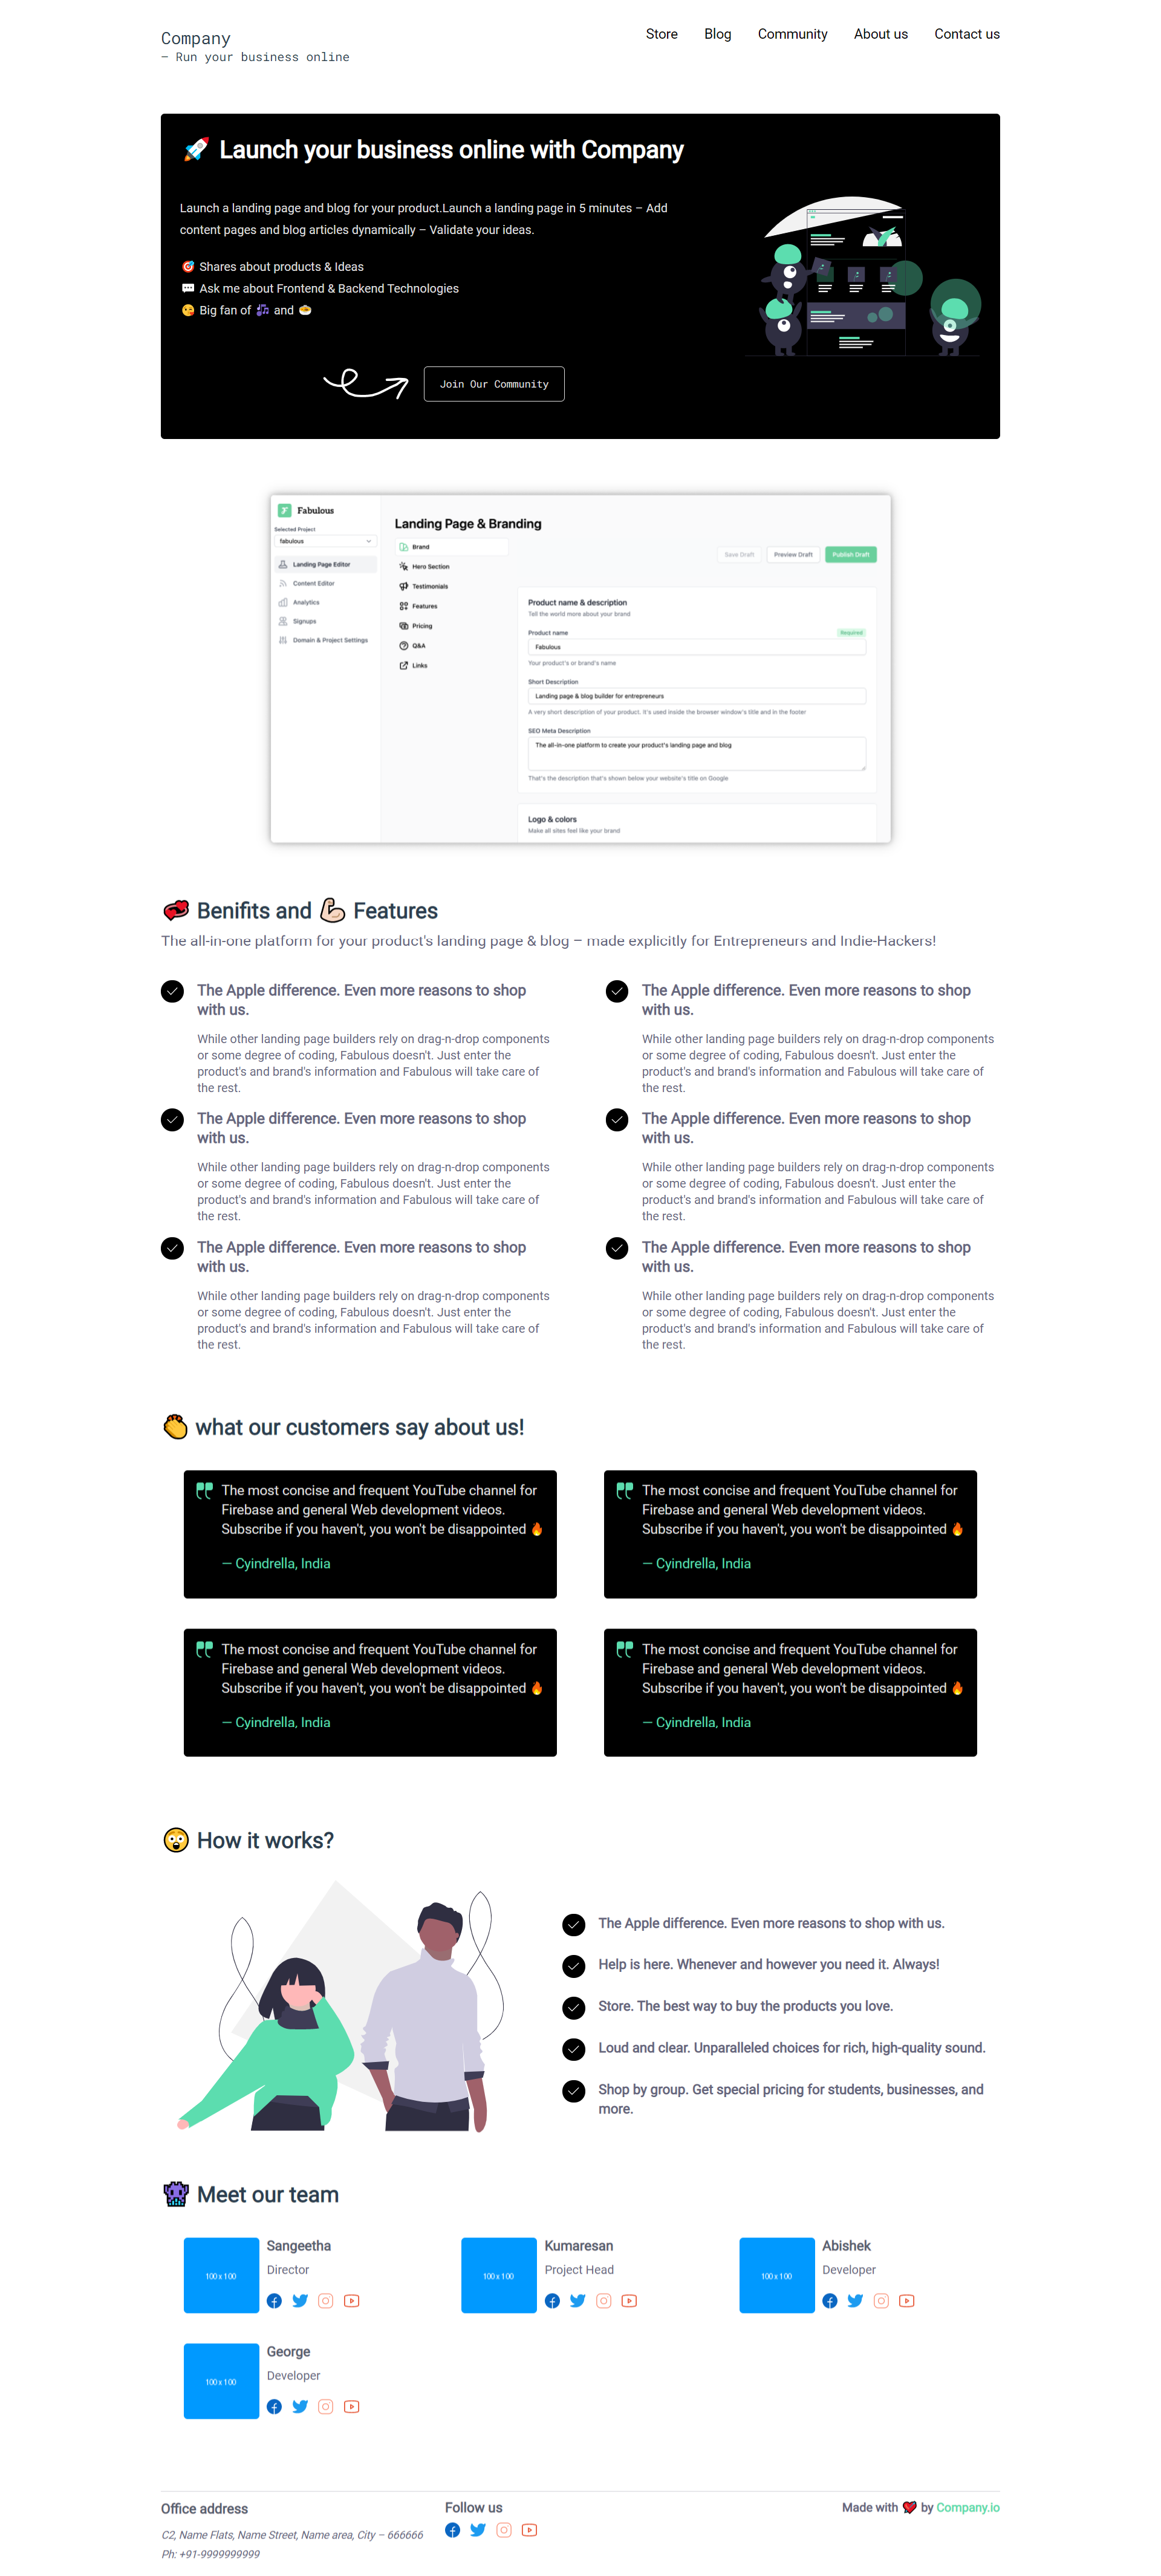 Company
– Run your business online
Store Blog Community About us Contact us
🚀 Launch your business online with Company
Launch a landing page and blog for your product.Launch a landing page in 5 minutes – Add
content pages and blog articles dynamically – Validate your ideas.
🎯 Shares about products & Ideas
💬 Ask me about Frontend & Backend Technologies
😘 Big fan of 🎶 and 🍲
Join Our Community
Fabulous
Selected Project
fabulous
Landing Page Editor
Content Editor
Analytics
Signups
Domain & Project Settings
Landing Page & Branding
Brand
Hero Section
Testimonials
Features
Pricing
Q&A
Links
Save Draft Preview Draft Publish Draft
Product name & description
Tell the world more about your brand
Product name Required
Fabulous
Your product's or brand's name
Short Description
Landing page & blog builder for entrepreneurs
A very short description of your product. It's used inside the browser window's title and in the footer
SEO Meta Description
The all-in-one platform to create your product's landing page and blog
That's the description that's shown below your website's title on Google
Logo & colors
Make all sites feel like your brand
Benifits and 💪 Features
The all-in-one platform for your product's landing page & blog – made explicitly for Entrepreneurs and Indie-Hackers!
The Apple difference. Even more reasons to shop
with us.
While other landing page builders rely on drag-n-drop components
or some degree of coding, Fabulous doesn't. Just enter the
product's and brand's information and Fabulous will take care of
the rest.
The Apple difference. Even more reasons to shop
with us.
While other landing page builders rely on drag-n-drop components
or some degree of coding, Fabulous doesn't. Just enter the
product's and brand's information and Fabulous will take care of
the rest.
The Apple difference. Even more reasons to shop
with us.
While other landing page builders rely on drag-n-drop components
or some degree of coding, Fabulous doesn't. Just enter the
product's and brand's information and Fabulous will take care of
the rest.
The Apple difference. Even more reasons to shop
with us.
While other landing page builders rely on drag-n-drop components
or some degree of coding, Fabulous doesn't. Just enter the
product's and brand's information and Fabulous will take care of
the rest.
The Apple difference. Even more reasons to shop
with us.
While other landing page builders rely on drag-n-drop components
or some degree of coding, Fabulous doesn't. Just enter the
product's and brand's information and Fabulous will take care of
the rest.
The Apple difference. Even more reasons to shop
with us.
While other landing page builders rely on drag-n-drop components
or some degree of coding, Fabulous doesn't. Just enter the
product's and brand's information and Fabulous will take care of
the rest.
👏 what our customers say about us!
The most concise and frequent YouTube channel for
Firebase and general Web development videos.
Subscribe if you haven't, you won't be disappointed 🔥
— Cyindrella, India
The most concise and frequent YouTube channel for
Firebase and general Web development videos.
Subscribe if you haven't, you won't be disappointed 🔥
— Cyindrella, India
The most concise and frequent YouTube channel for
Firebase and general Web development videos.
Subscribe if you haven't, you won't be disappointed 🔥
— Cyindrella, India
The most concise and frequent YouTube channel for
Firebase and general Web development videos.
Subscribe if you haven't, you won't be disappointed 🔥
— Cyindrella, India
😲 How it works?
The Apple difference. Even more reasons to shop with us.
Help is here. Whenever and however you need it. Always!
Store. The best way to buy the products you love.
Loud and clear. Unparalleled choices for rich, high-quality sound.
Shop by group. Get special pricing for students, businesses, and
more.
👾 Meet our team
100 x 100
Sangeetha
Director
100 x 100
Kumaresan
Project Head
100 x 100
Abishek
Developer
100 x 100
George
Developer
Office address
C2, Name Flats, Name Street, Name area, City – 666666
Ph: +91-9999999999
Follow us
Made with ❤️ by Company.io